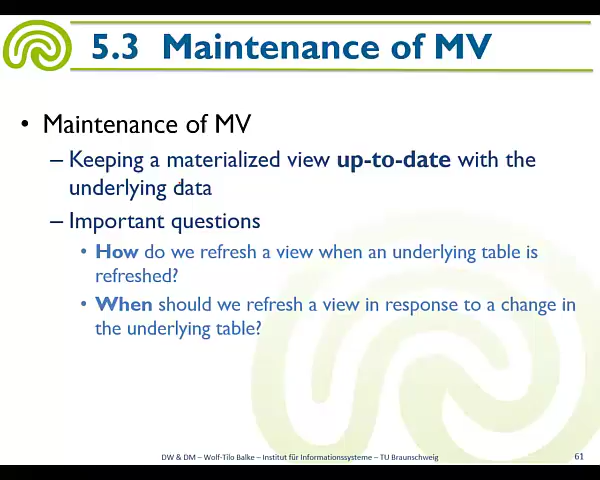 5.3 Maintenance of MV
• Maintenance of MV
– Keeping a materialized view up-to-date with the
underlying data
– Important questions
• How do we refresh a view when an underlying table is
refreshed?
• When should we refresh a view in response to a change in
the underlying table?
DW & DM – Wolf-Tilo Balke – Institut für Informationssysteme – TU Braunschweig
61